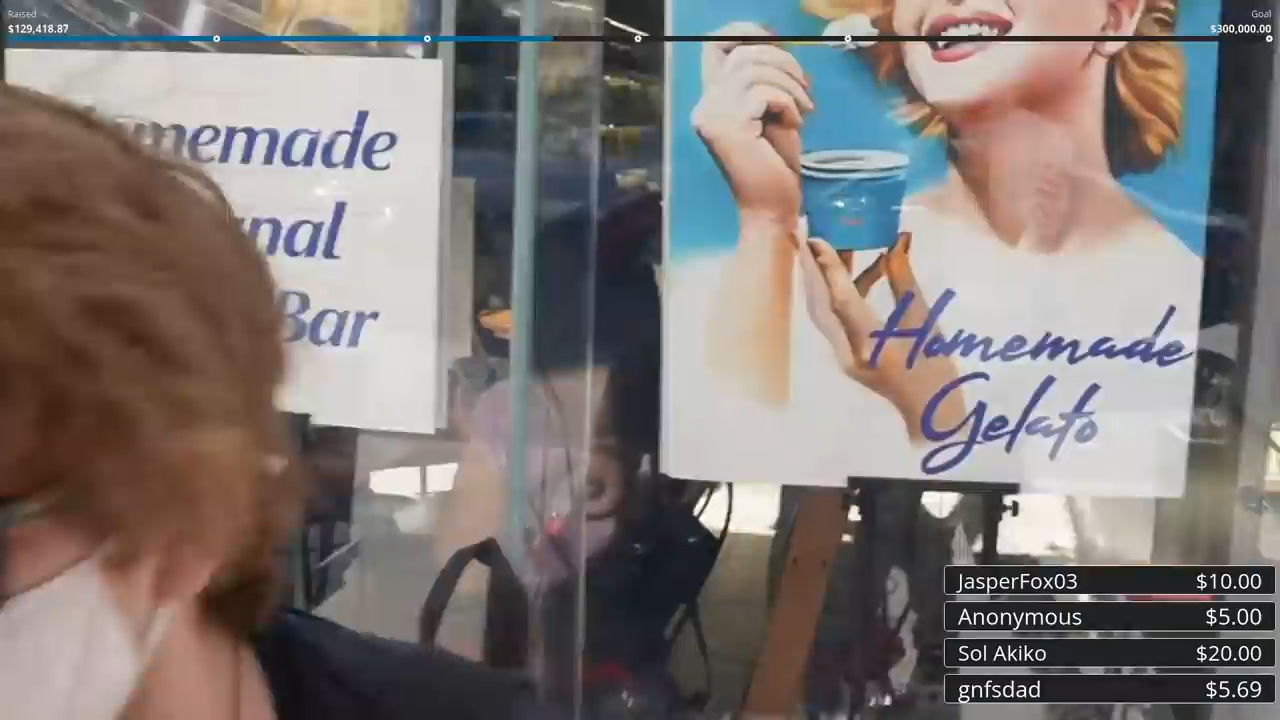 Raised
$129,418.87
Goal
$300,000.00
memade
nal
Bar
Homemade
Gelato
JasperFox03 $10.00
Anonymous $5.00
Sol Akiko $20.00
gnfsdad $5.69